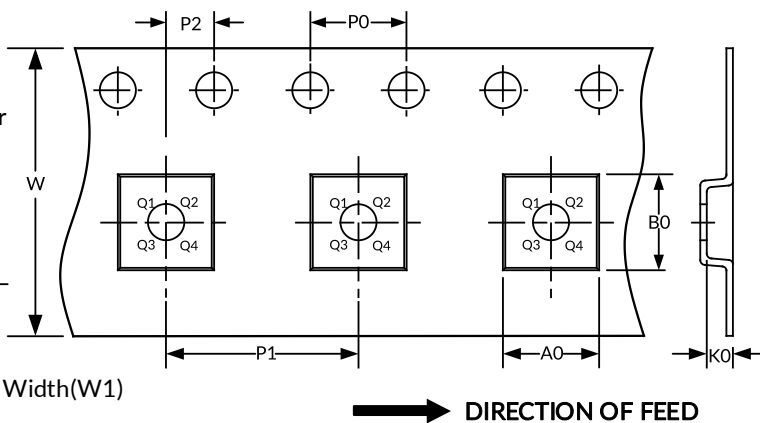 P2
P0
r
W
Q1 Q2
Q3 Q4
Q1 Q2
Q3 Q4
Q1 Q2
Q3 Q4
B0
P1
A0
K0
Width(W1)
DIRECTION OF FEED